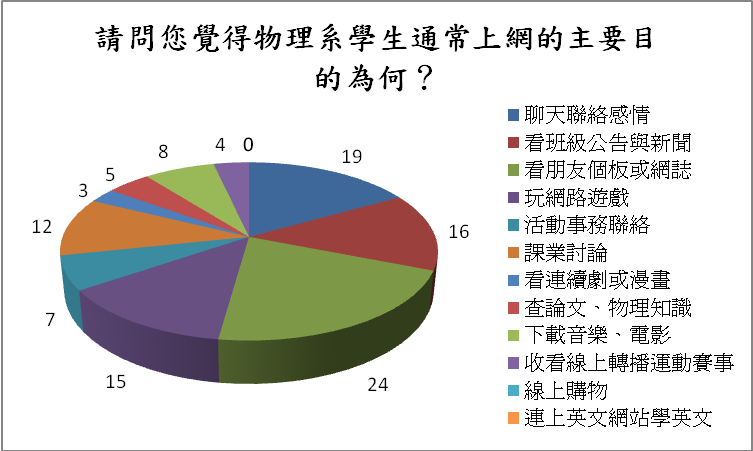 請問您覺得物理系學生通常上網的主要目
的為何？
聊天聯絡感情
看班級公告與新聞
看朋友個板或網誌
玩網路遊戲
活動事務聯絡
課業討論
看連續劇或漫畫
查論文、物理知識
下載音樂、電影
收看線上轉播運動賽事
線上購物
連上英文網站學英文
19
16
24
15
7
12
3
5
8
4
0